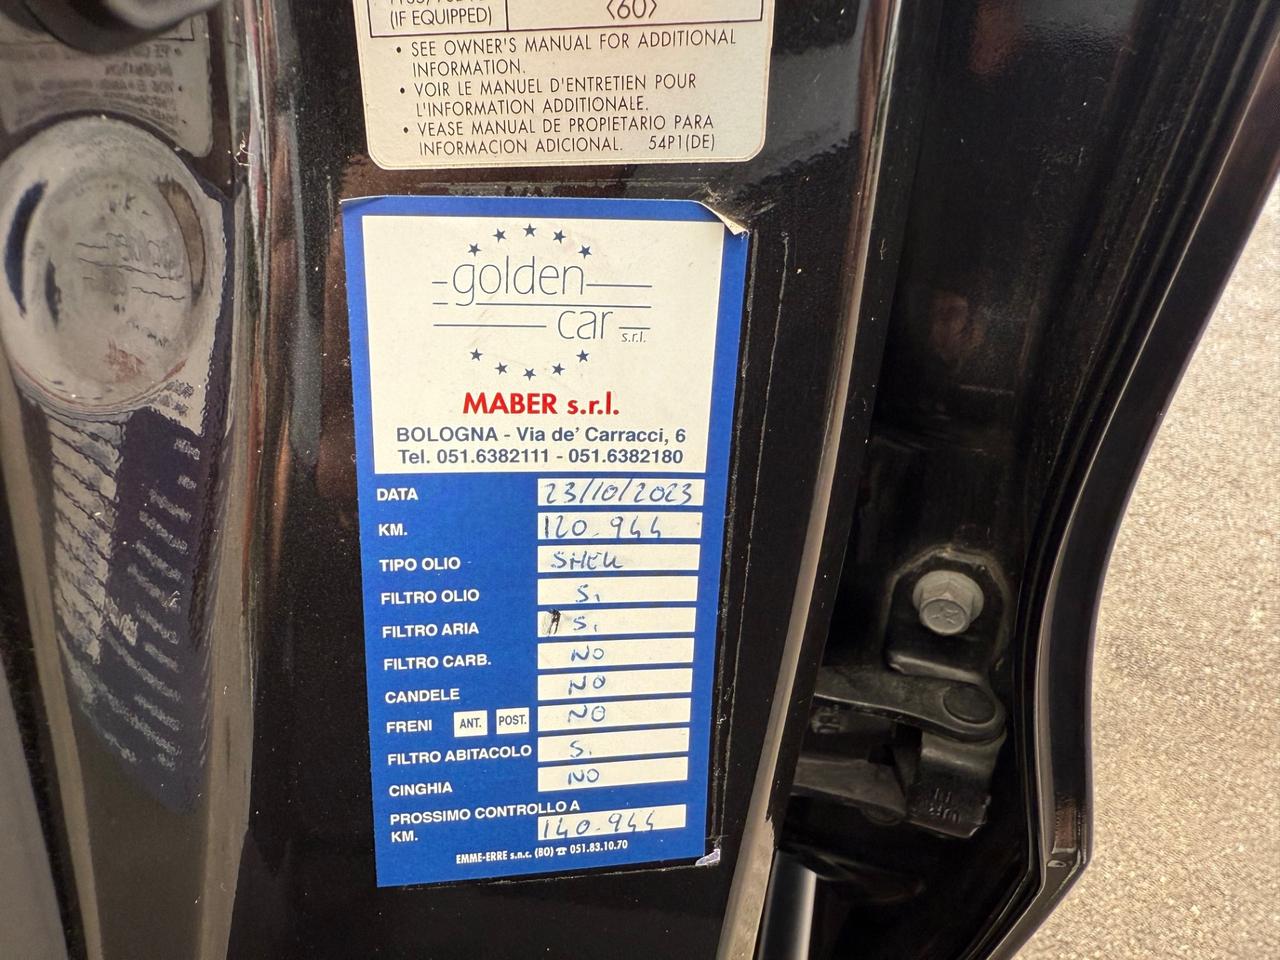 (IF EQUIPPED)
<60>
• SEE OWNER'S MANUAL FOR ADDITIONAL
INFORMATION.
• VOIR LE MANUEL D'ENTRETIEN POUR
L'INFORMATION ADDITIONALE.
• VEASE MANUAL DE PROPIETARIO PARA
INFORMACION ADICIONAL. 54P1(DE)
golden
car
s.r.l.
MABER s.r.l.
BOLOGNA - Via de' Carracci, 6
Tel. 051.6382111 - 051.6382180
DATA 23/10/2023
KM. 120.944
TIPO OLIO SHELL
FILTRO OLIO Si
FILTRO ARIA Si
FILTRO CARB. NO
CANDELE NO
FRENI ANT. POST. NO
FILTRO ABITACOLO Si
CINGHIA NO
PROSSIMO CONTROLLO A
KM. 140.944
EMME-ERRE s.n.c. (BO) ☎ 051.83.10.70